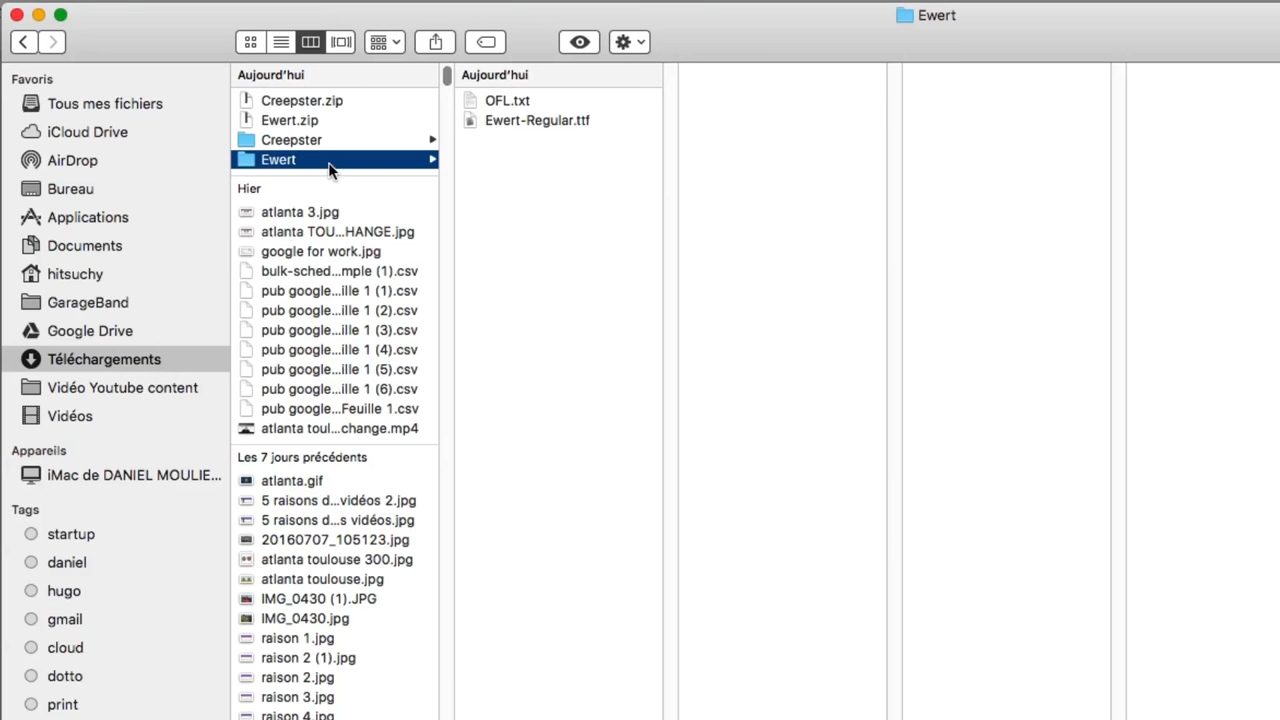 Ewert
Favoris
Tous mes fichiers
iCloud Drive
AirDrop
Bureau
Applications
Documents
hitsuchy
GarageBand
Google Drive
Téléchargements
Vidéo Youtube content
Vidéos
Appareils
iMac de DANIEL MOULIE...
Tags
startup
daniel
hugo
gmail
cloud
dotto
print
Aujourd'hui
Creepster.zip
Ewert.zip
Creepster
Ewert
Hier
atlanta 3.jpg
atlanta TOU...HANGE.jpg
google for work.jpg
bulk-sched...mple (1).csv
pub google...ille 1 (1).csv
pub google...ille 1 (2).csv
pub google...ille 1 (3).csv
pub google...ille 1 (4).csv
pub google...ille 1 (5).csv
pub google...ille 1 (6).csv
pub google...Feuille 1.csv
atlanta toul...change.mp4
Les 7 jours précédents
atlanta.gif
5 raisons d...vidéos 2.jpg
5 raisons d...s vidéos.jpg
20160707_105123.jpg
atlanta toulouse 300.jpg
atlanta toulouse.jpg
IMG_0430 (1).JPG
IMG_0430.jpg
raison 1.jpg
raison 2 (1).jpg
raison 2.jpg
raison 3.jpg
raison 4.jpg
Aujourd'hui
OFL.txt
Ewert-Regular.ttf